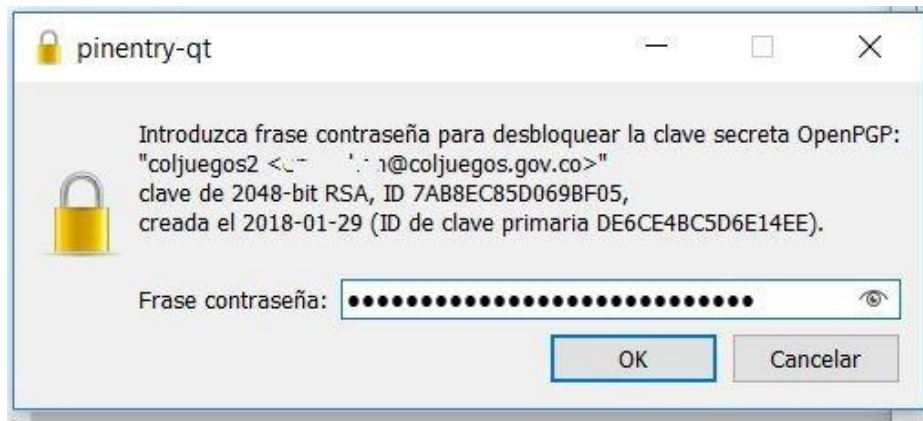 pinentry-qt
Introduzca frase contraseña para desbloquear la clave secreta OpenPGP:
"coljuegos2 < @coljuegos.gov.co>"
clave de 2048-bit RSA, ID 7AB8EC85D069BF05,
creada el 2018-01-29 (ID de clave primaria DE6CE4BC5D6E14EE).
Frase contraseña: ••••••••••••••••••••••••••••
OK Cancelar